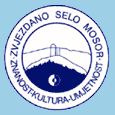 ZVJEZDANO SELO MOSOR
ZNANOST-KULTURA-UMJETNOST